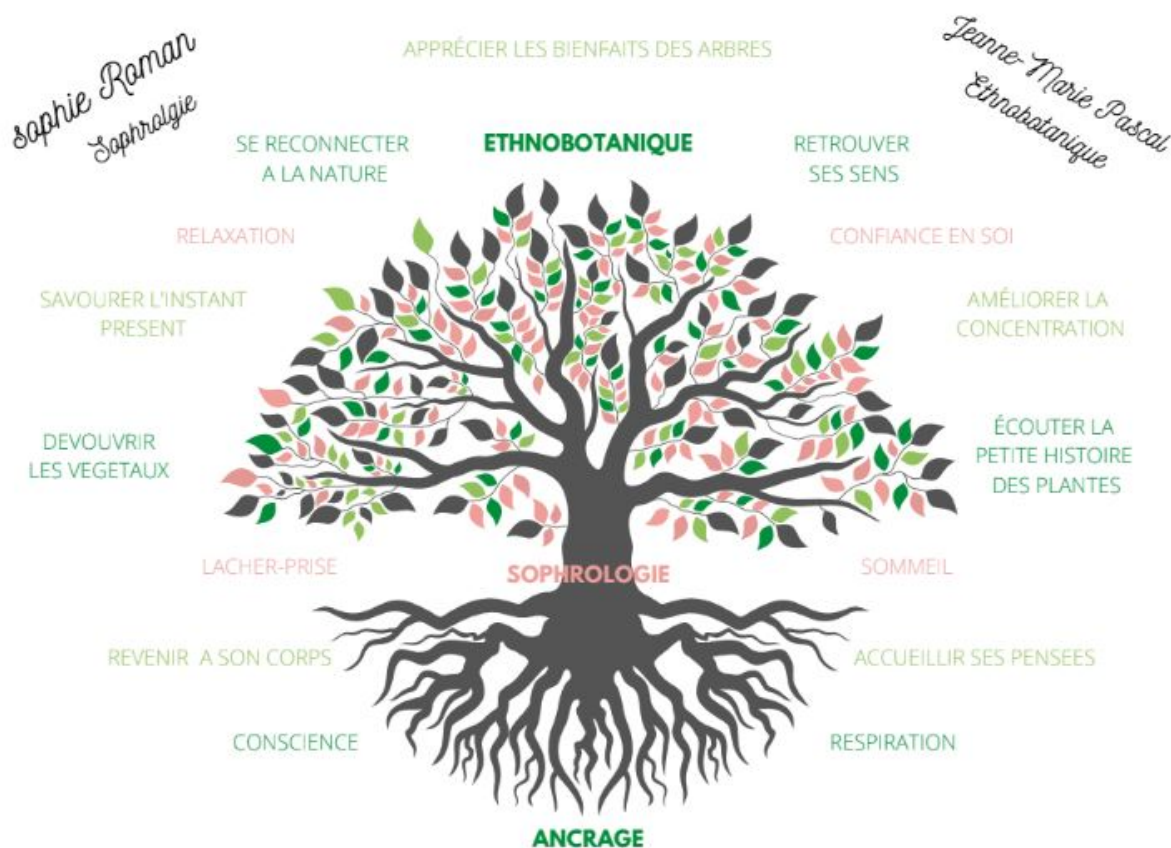 sophie Roman
Sophrolgie
APPRÉCIER LES BIENFAITS DES ARBRES
Jeanne-Marie Pascal
Ethnobotanique
SE RECONNECTER
A LA NATURE
ETHNOBOTANIQUE
RETROUVER
SES SENS
RELAXATION
CONFIANCE EN SOI
SAVOURER L'INSTANT
PRESENT
AMÉLIORER LA
CONCENTRATION
DEVOUVRIR
LES VEGETAUX
ÉCOUTER LA
PETITE HISTOIRE
DES PLANTES
LACHER-PRISE
SOPHROLOGIE
SOMMEIL
REVENIR A SON CORPS
ACCUEILLIR SES PENSEES
CONSCIENCE
RESPIRATION
ANCRAGE